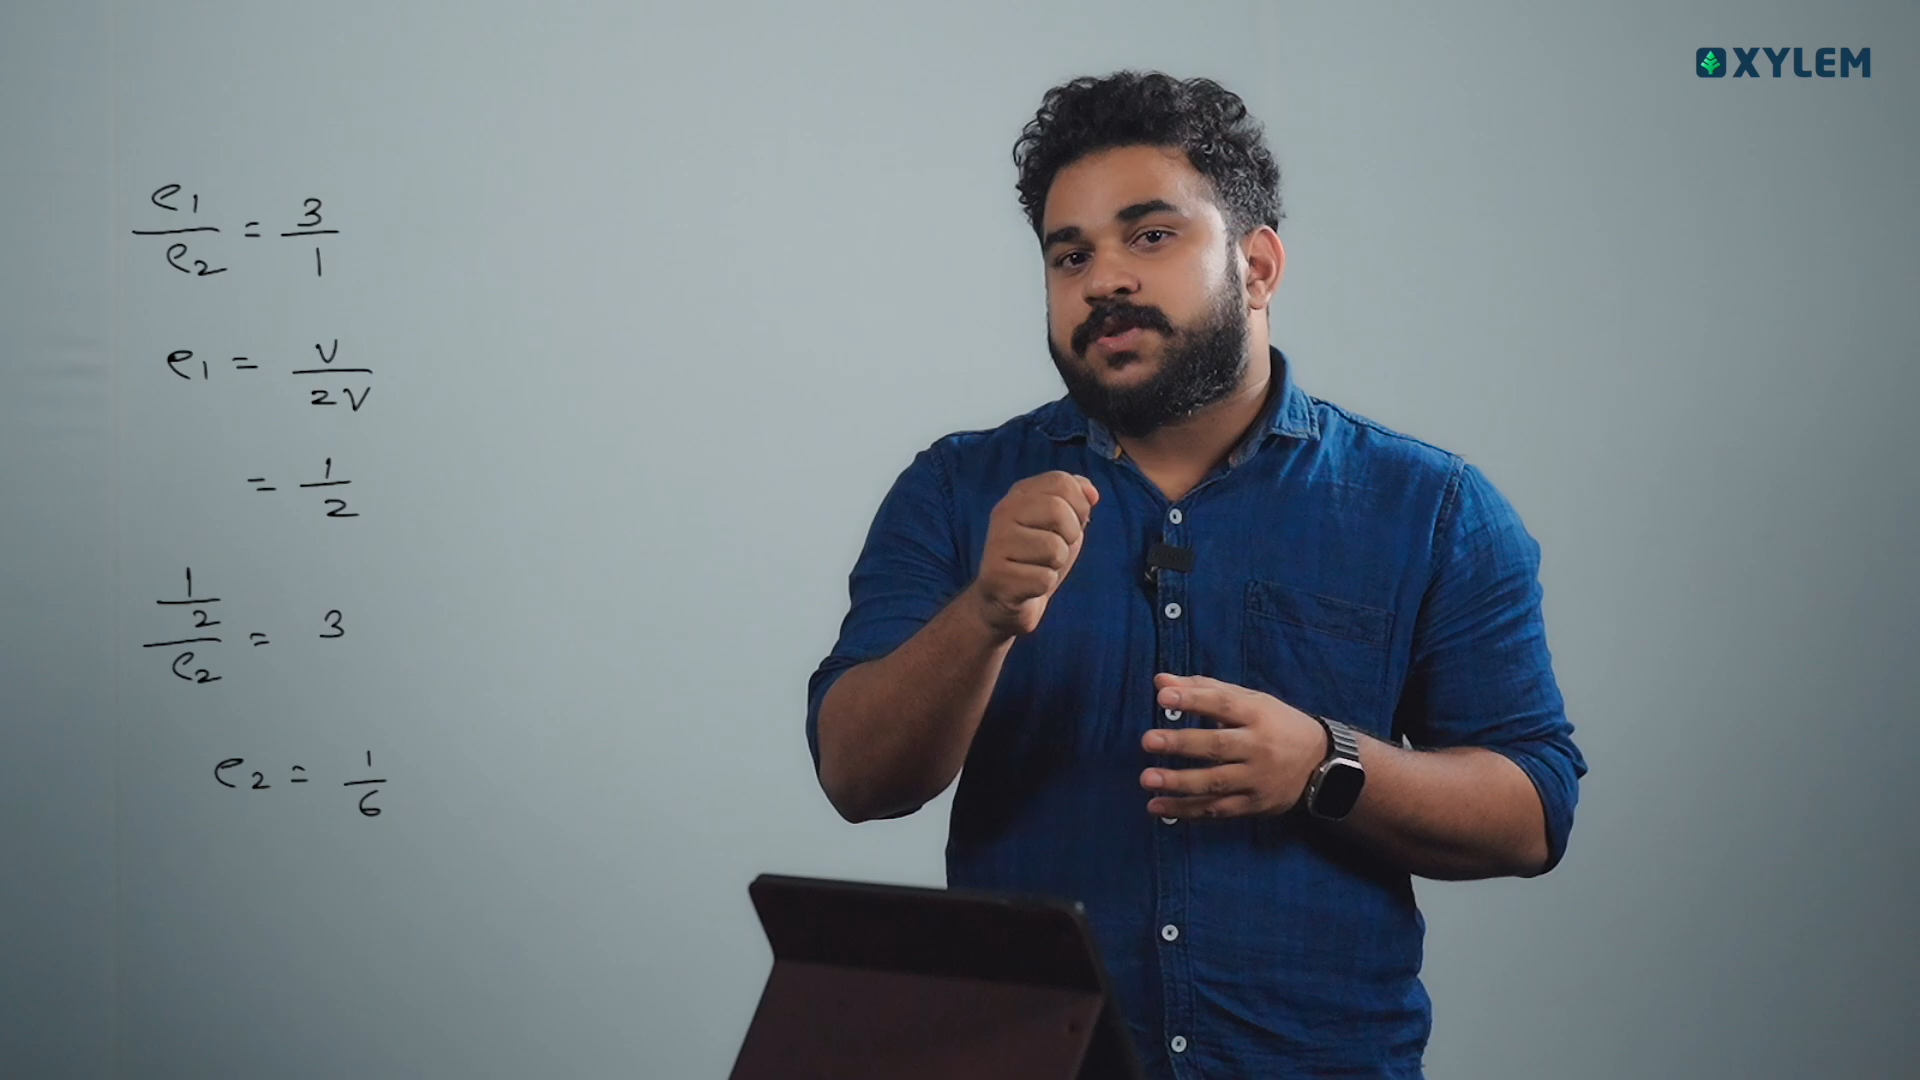 XYLEM
e1/e2 = 3/1
e1 = v/2v
= 1/2
1/2/e2 = 3
e2 = 1/6